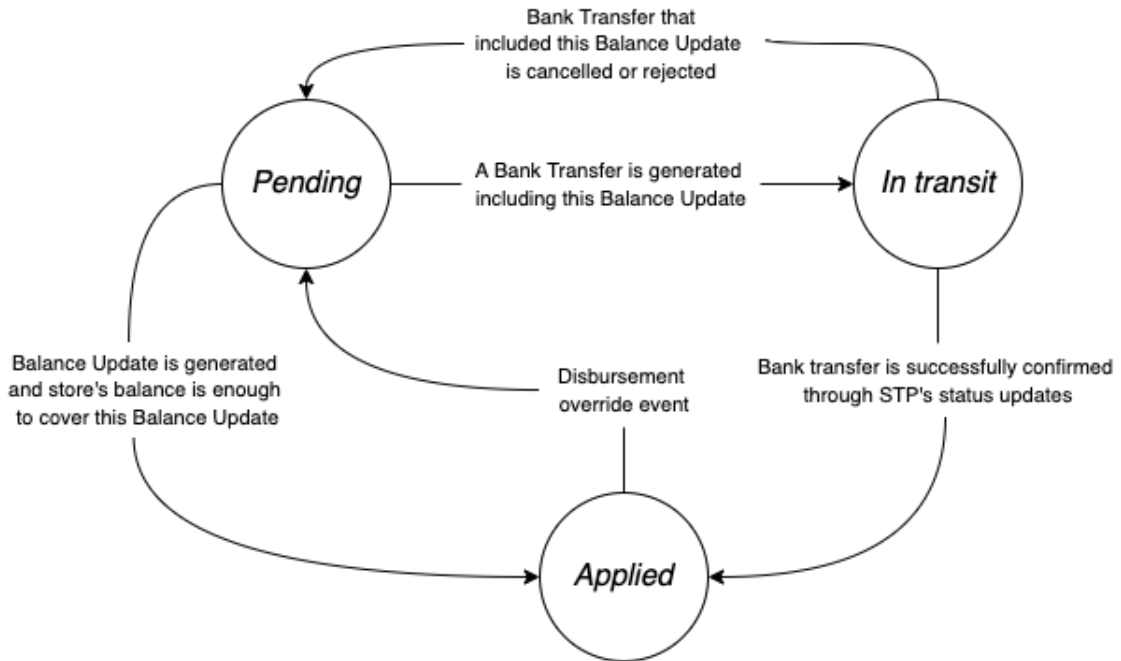 Bank Transfer that
included this Balance Update
is cancelled or rejected
Pending
A Bank Transfer is generated
including this Balance Update
In transit
Balance Update is generated
and store's balance is enough
to cover this Balance Update
Disbursement
override event
Bank transfer is successfully confirmed
through STP's status updates
Applied